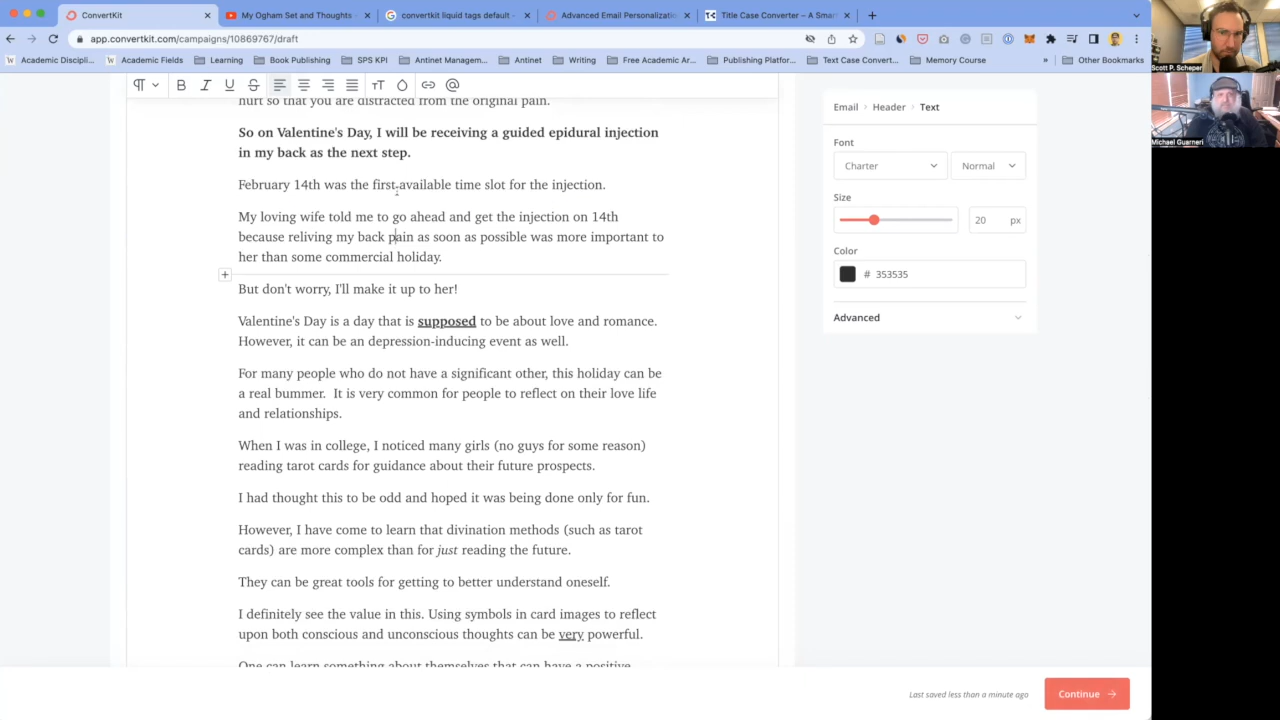 ConvertKit
My Ogham Set and Thoughts
convertkit liquid tags default -
Advanced Email Personalizatio
Title Case Converter – A Smar
app.convertkit.com/campaigns/10869767/draft
Academic Discipli...
Academic Fields
Learning
Book Publishing
SPS KPI
Antinet Managem...
Antinet
Writing
Free Academic Ar...
Publishing Platfor...
Text Case Convert...
Memory Course
»
Other Bookmarks
Scott P. Scheper
Michael Guarneri
hurt so that you are distracted from the original pain.
So on Valentine's Day, I will be receiving a guided epidural injection
in my back as the next step.
February 14th was the first-available time slot for the injection.
My loving wife told me to go ahead and get the injection on 14th
because reliving my back pain as soon as possible was more important to
her than some commercial holiday.
But don't worry, I'll make it up to her!
Valentine's Day is a day that is supposed to be about love and romance.
However, it can be an depression-inducing event as well.
For many people who do not have a significant other, this holiday can be
a real bummer.  It is very common for people to reflect on their love life
and relationships.
When I was in college, I noticed many girls (no guys for some reason)
reading tarot cards for guidance about their future prospects.
I had thought this to be odd and hoped it was being done only for fun.
However, I have come to learn that divination methods (such as tarot
cards) are more complex than for just reading the future.
They can be great tools for getting to better understand oneself.
I definitely see the value in this. Using symbols in card images to reflect
upon both conscious and unconscious thoughts can be very powerful.
One can learn something about themselves that can have a positive
Email > Header > Text
Font
Charter
Normal
Size
20 px
Color
# 353535
Advanced
Last saved less than a minute ago
Continue →